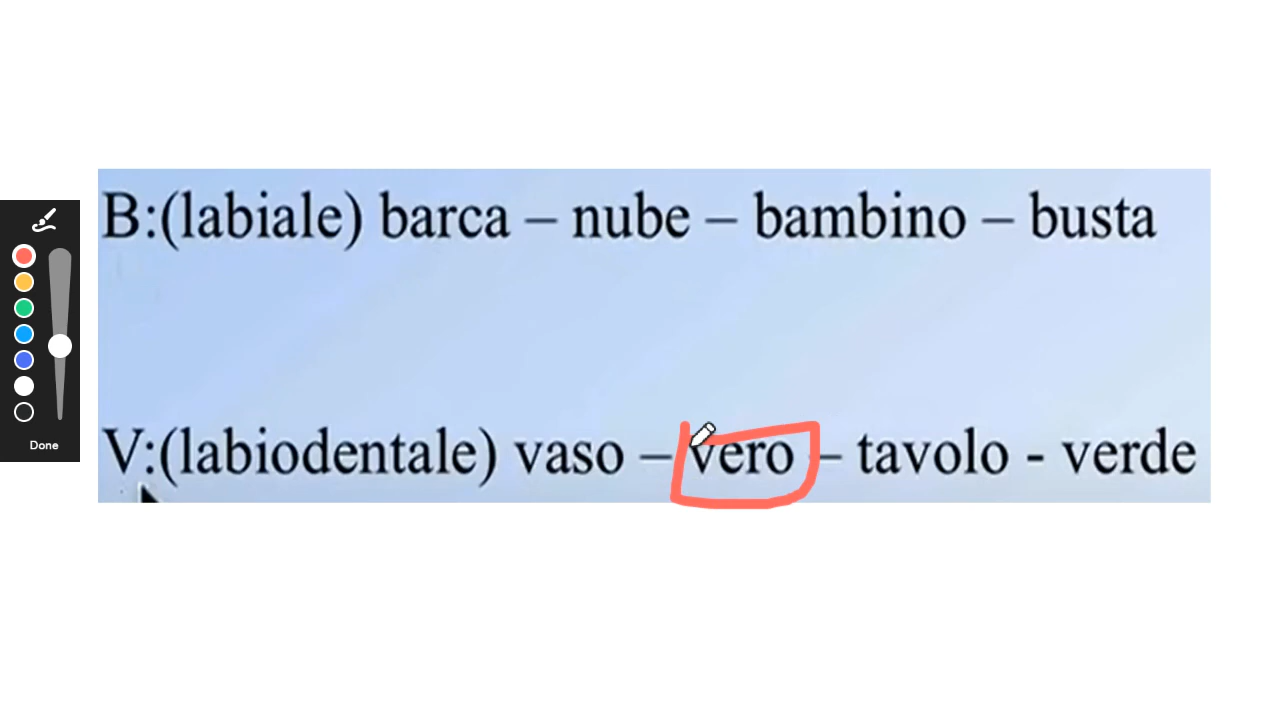 B:(labiale) barca – nube – bambino – busta
V:(labiodentale) vaso – vero – tavolo - verde
Done